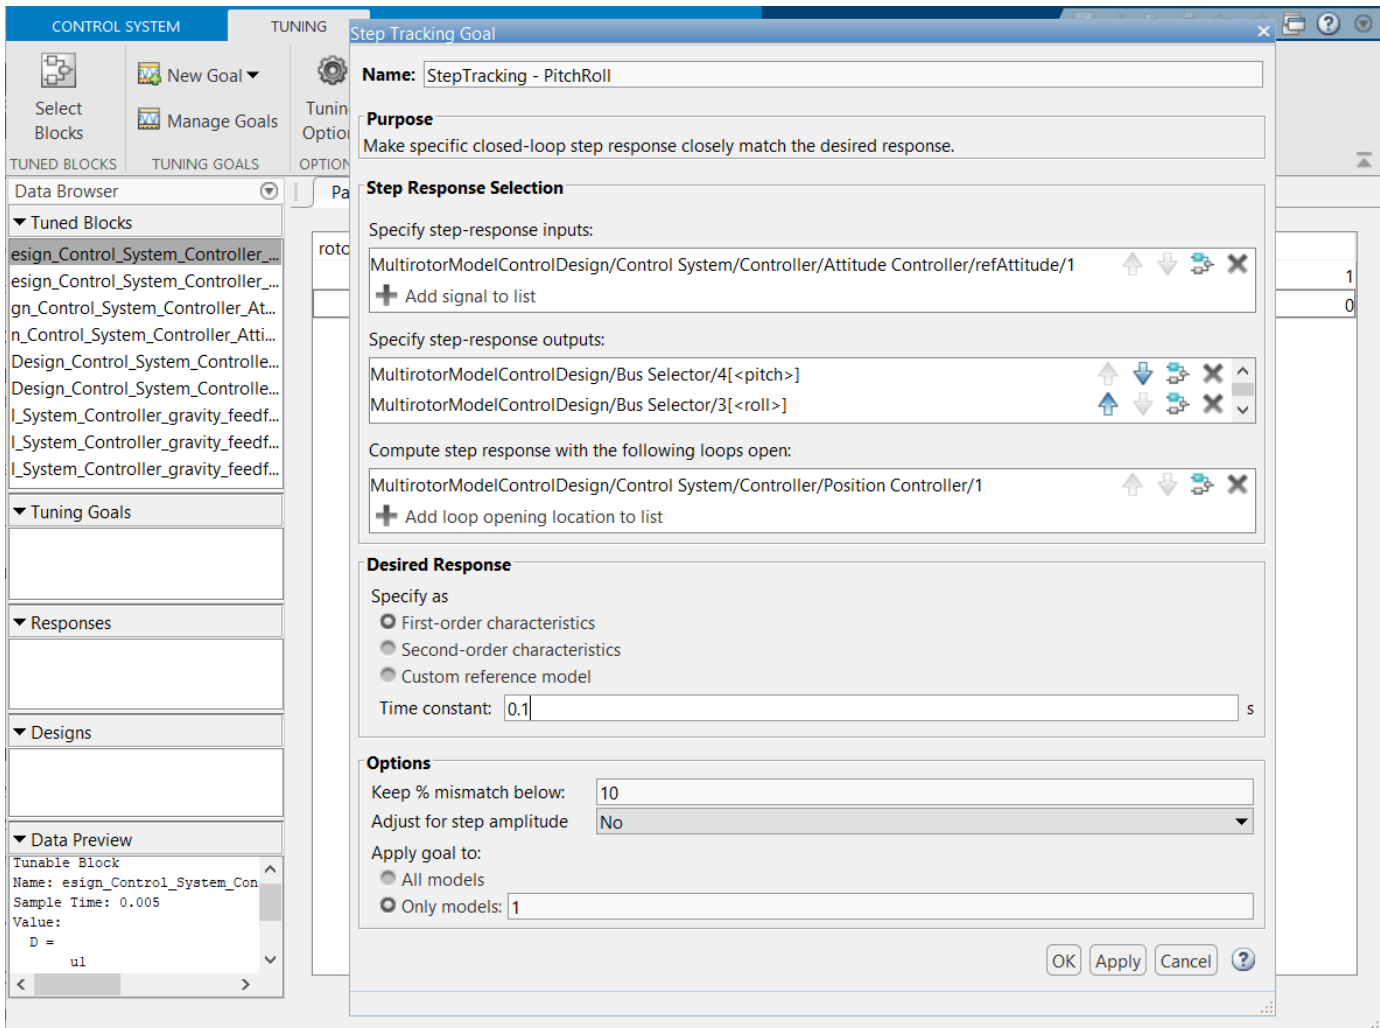 CONTROL SYSTEM
TUNING
Step Tracking Goal
Select
Blocks
New Goal
Manage Goals
Tunin
Optio
TUNED BLOCKS
TUNING GOALS
OPTION
Data Browser
Tuned Blocks
esign_Control_System_Controller_...
esign_Control_System_Controller_...
gn_Control_System_Controller_At...
n_Control_System_Controller_Atti...
Design_Control_System_Controlle...
Design_Control_System_Controlle...
l_System_Controller_gravity_feedf...
l_System_Controller_gravity_feedf...
l_System_Controller_gravity_feedf...
Tuning Goals
Responses
Designs
Data Preview
Tunable Block
Name: esign_Control_System_Con
Sample Time: 0.005
Value:
D =
u1
Pa
roto
1
0
Name: StepTracking - PitchRoll
Purpose
Make specific closed-loop step response closely match the desired response.
Step Response Selection
Specify step-response inputs:
MultirotorModelControlDesign/Control System/Controller/Attitude Controller/refAttitude/1
Add signal to list
Specify step-response outputs:
MultirotorModelControlDesign/Bus Selector/4[<pitch>]
MultirotorModelControlDesign/Bus Selector/3[<roll>]
Compute step response with the following loops open:
MultirotorModelControlDesign/Control System/Controller/Position Controller/1
Add loop opening location to list
Desired Response
Specify as
First-order characteristics
Second-order characteristics
Custom reference model
Time constant: 0.1 s
Options
Keep % mismatch below: 10
Adjust for step amplitude No
Apply goal to:
All models
Only models: 1
OK Apply Cancel